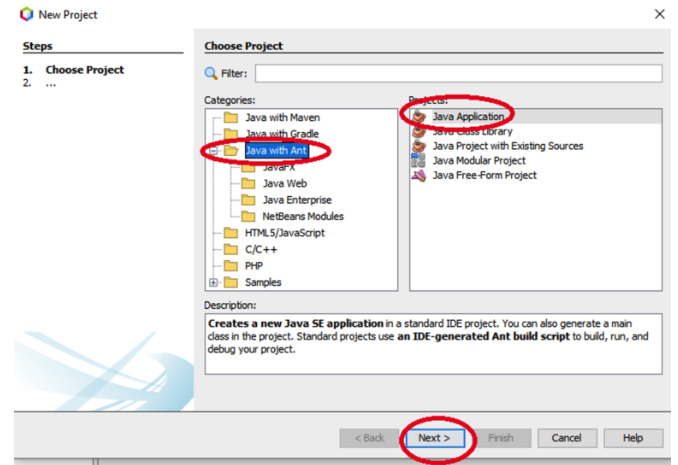 New Project
Steps
1. Choose Project
2. ...
Choose Project
Filter:
Categories:
Java with Maven
Java with Gradle
Java with Ant
JavaFX
Java Web
Java Enterprise
NetBeans Modules
HTML5/JavaScript
C/C++
PHP
Samples
Projects:
Java Application
Java Class Library
Java Project with Existing Sources
Java Modular Project
Java Free-Form Project
Description:
Creates a new Java SE application in a standard IDE project. You can also generate a main
class in the project. Standard projects use an IDE-generated Ant build script to build, run, and
debug your project.
< Back
Next >
Finish
Cancel
Help